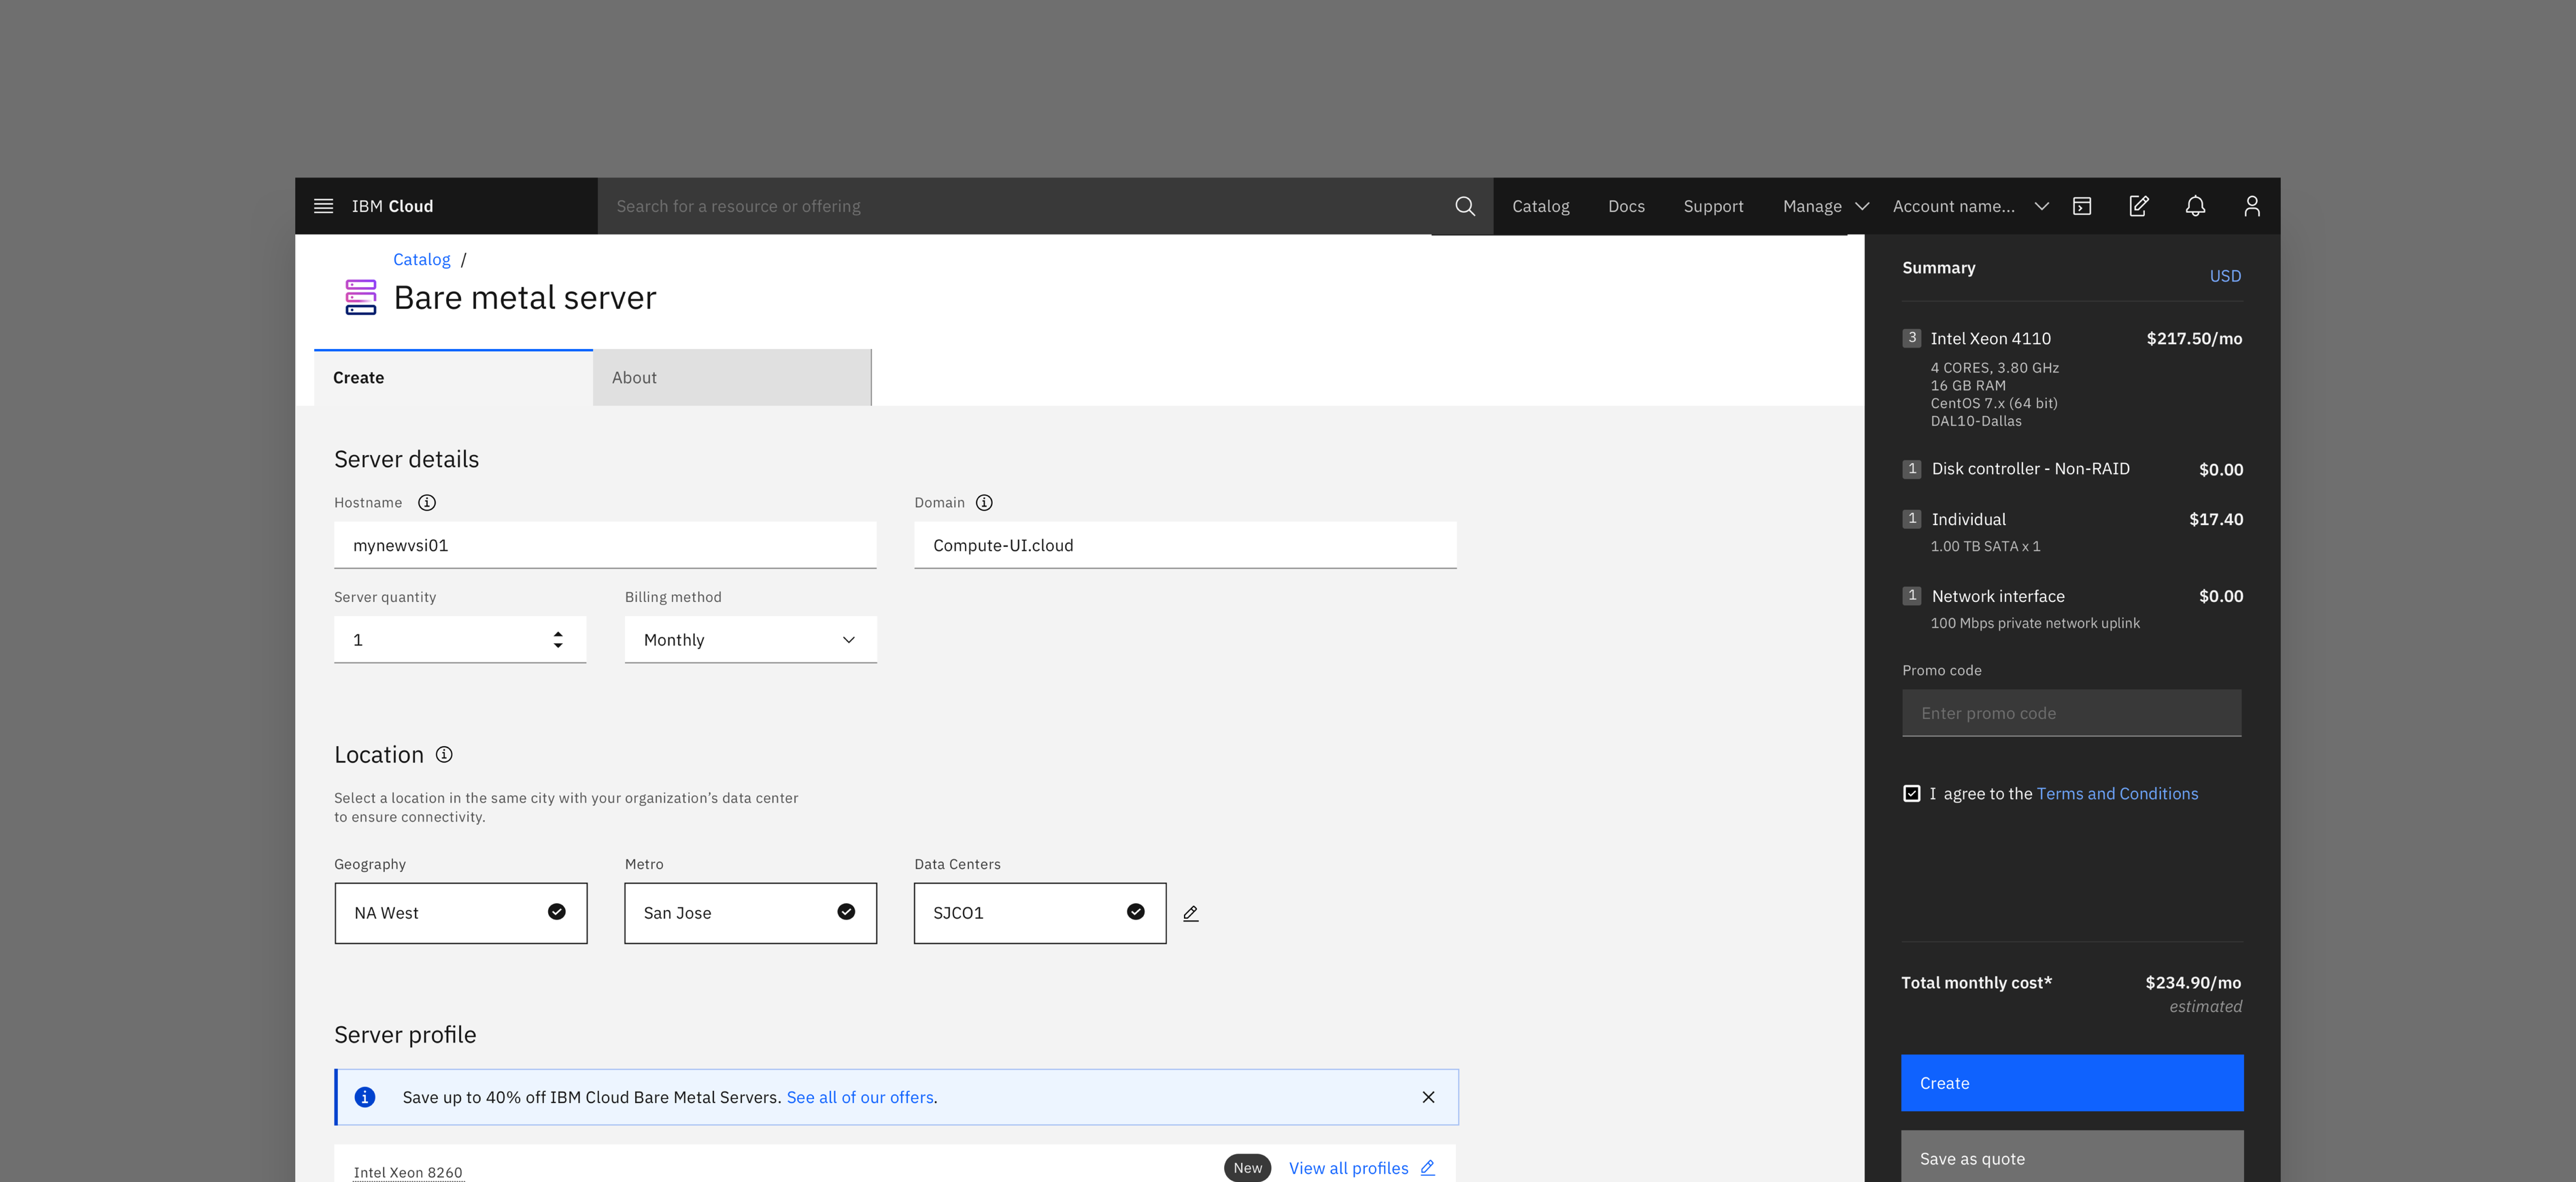 IBM Cloud
Search for a resource or offering
Catalog
Docs
Support
Manage
Account name...
Catalog /
Bare metal server
Create
About
Server details
Hostname
Domain
mynewvsi01
Compute-UI.cloud
Server quantity
Billing method
1
Monthly
Location
Select a location in the same city with your organization's data center
to ensure connectivity.
Geography
Metro
Data Centers
NA West
San Jose
SJCO1
Server profile
Save up to 40% off IBM Cloud Bare Metal Servers. See all of our offers.
Intel Xeon 8260
New
View all profiles
Summary
USD
3 Intel Xeon 4110 $217.50/mo
4 CORES, 3.80 GHz
16 GB RAM
CentOS 7.x (64 bit)
DAL10-Dallas
1 Disk controller - Non-RAID $0.00
1 Individual $17.40
1.00 TB SATA x 1
1 Network interface $0.00
100 Mbps private network uplink
Promo code
Enter promo code
I agree to the Terms and Conditions
Total monthly cost* $234.90/mo
estimated
Create
Save as quote